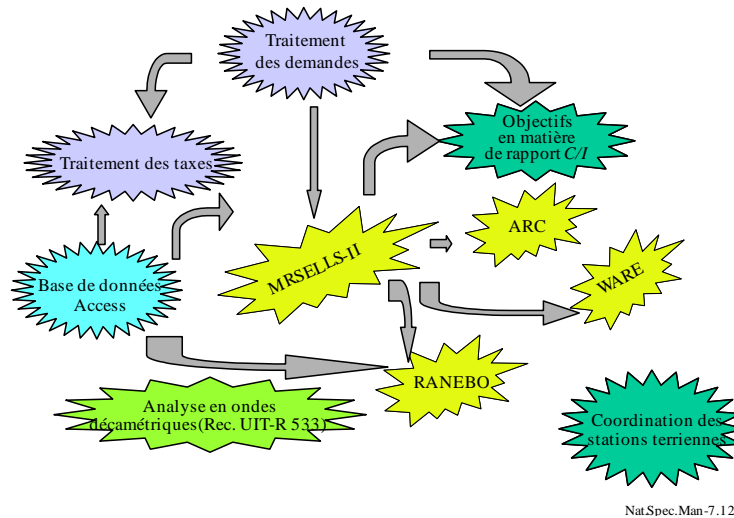 Traitement
des demandes
Objectifs
en matière
de rapport C/I
Traitement des taxes
ARC
MRSELLS-II
WARE
Base de données
Access
RANEBO
Analyse en ondes
décamétriques(Rec. UIT-R 533)
Coordination des
stations terriennes
Nat.Spec.Man-7.12